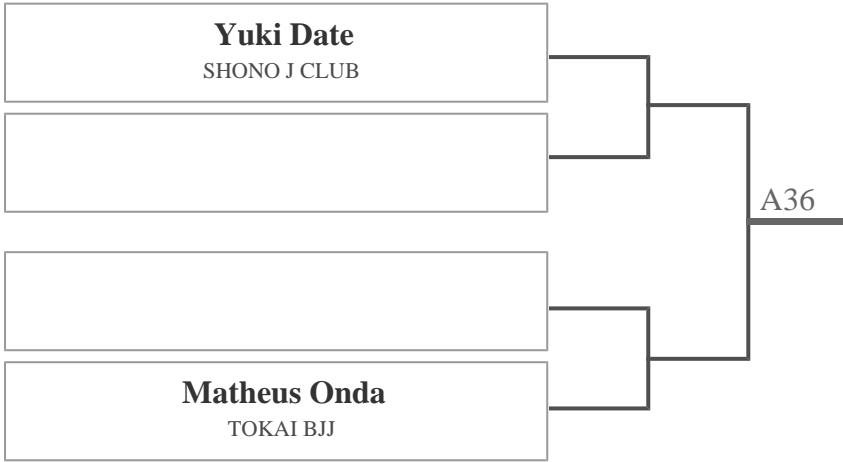 Yuki Date
SHONO J CLUB
A36
Matheus Onda
TOKAI BJJ